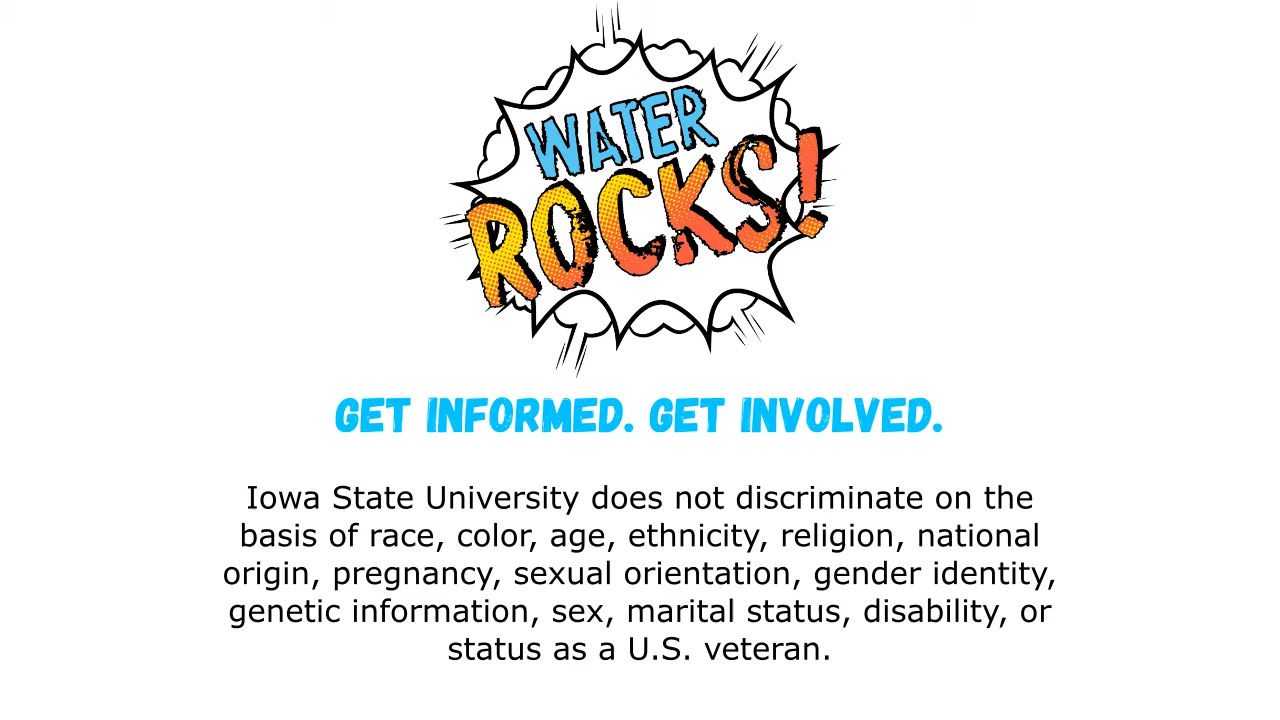 WATER
ROCKS!
GET INFORMED. GET INVOLVED.
Iowa State University does not discriminate on the
basis of race, color, age, ethnicity, religion, national
origin, pregnancy, sexual orientation, gender identity,
genetic information, sex, marital status, disability, or
status as a U.S. veteran.